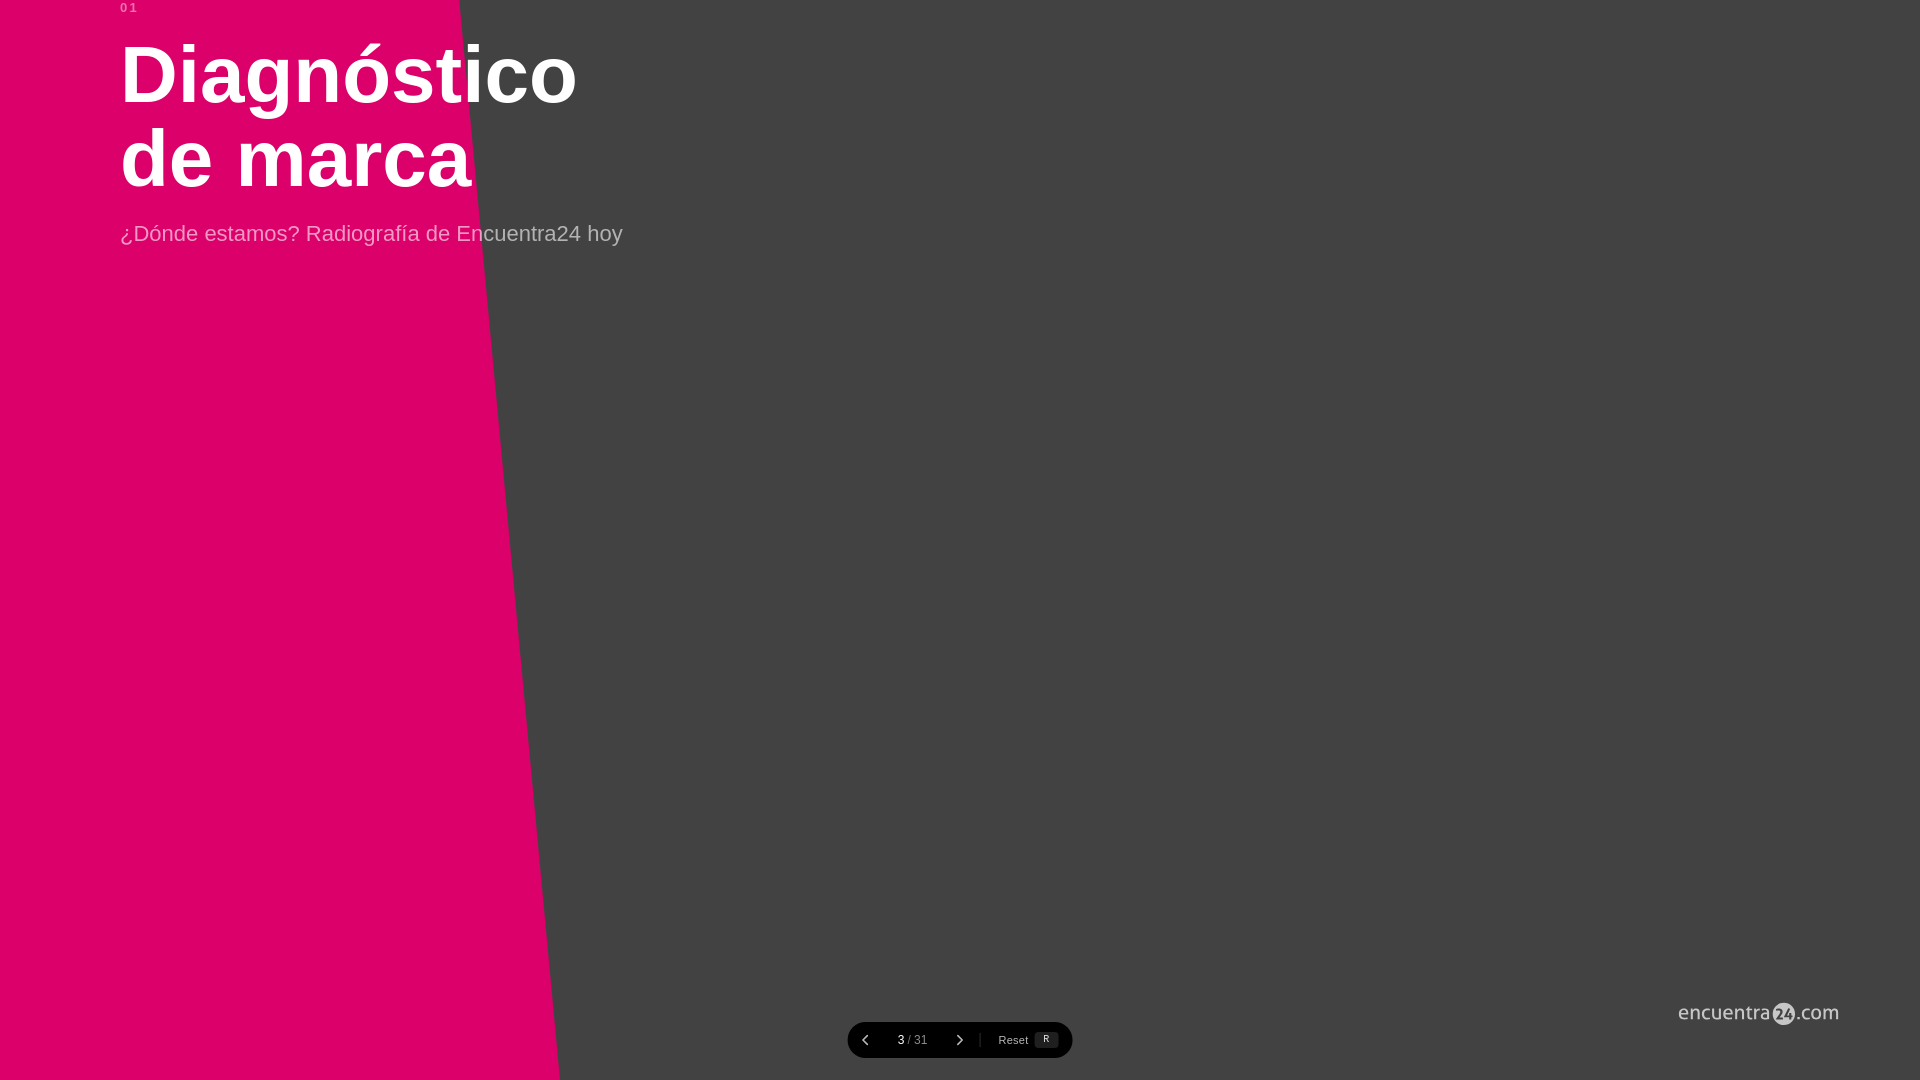 01
Diagnóstico
de marca
¿Dónde estamos? Radiografía de Encuentra24 hoy
encuentra24.com
3 / 31 Reset R